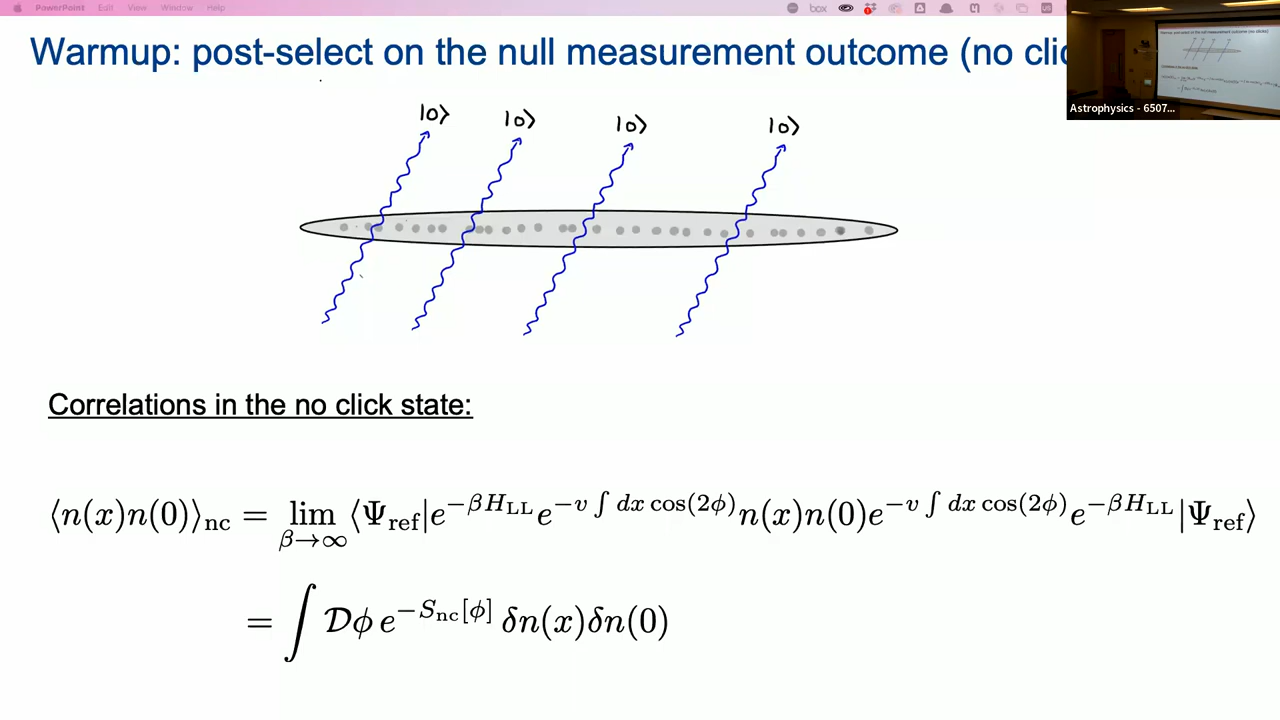 PowerPoint Edit View Window Help
Warmup: post-select on the null measurement outcome (no clic
Astrophysics - 6507...
|0⟩ |0⟩ |0⟩ |0⟩
Correlations in the no click state:
⟨n(x)n(0)⟩_nc = lim_{β→∞} ⟨Ψ_ref|e^{−βH_LL} e^{−v∫dx cos(2ϕ)} n(x)n(0)e^{−v∫dx cos(2ϕ)} e^{−βH_LL}|Ψ_ref⟩
= ∫ 𝒟ϕ e^{−S_nc[ϕ]} δn(x)δn(0)